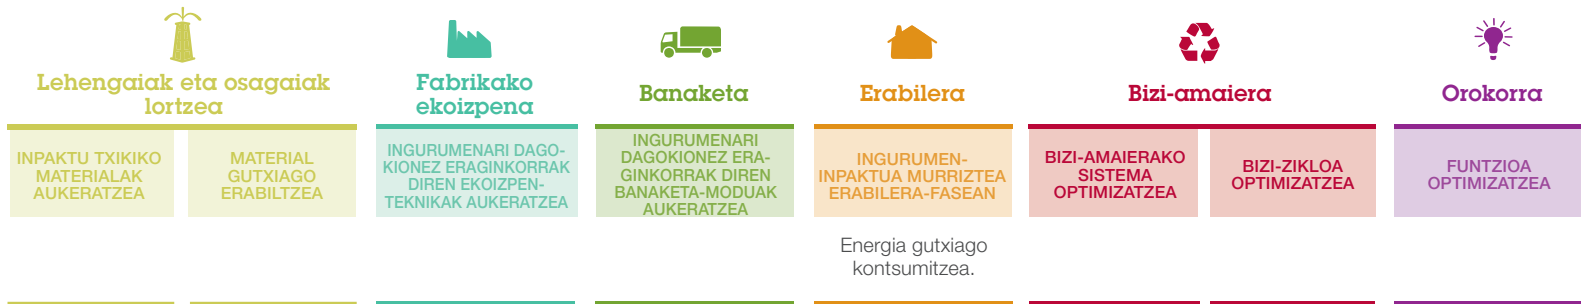 Lehengaiak eta osagaiak
lortzea
Fabrikako
ekoizpena
Banaketa
Erabilera
Bizi-amaiera
Orokorra
INPAKTU TXIKIKO
MATERIALAK
AUKERATZEA
MATERIAL
GUTXIAGO
ERABILTZEA
INGURUMENARI DAGO-
KIONEZ ERAGINKORRAK
DIREN EKOIZPEN-
TEKNIKAK AUKERATZEA
INGURUMENARI
DAGOKIONEZ ERA-
GINKORRAK DIREN
BANAKETA-MODUAK
AUKERATZEA
INGURUMEN-
INPAKTUA MURRIZTEA
ERABILERA-FASEAN
BIZI-AMAIERAKO
SISTEMA
OPTIMIZATZEA
BIZI-ZIKLOA
OPTIMIZATZEA
FUNTZIOA
OPTIMIZATZEA
Energia gutxiago
kontsumitzea.